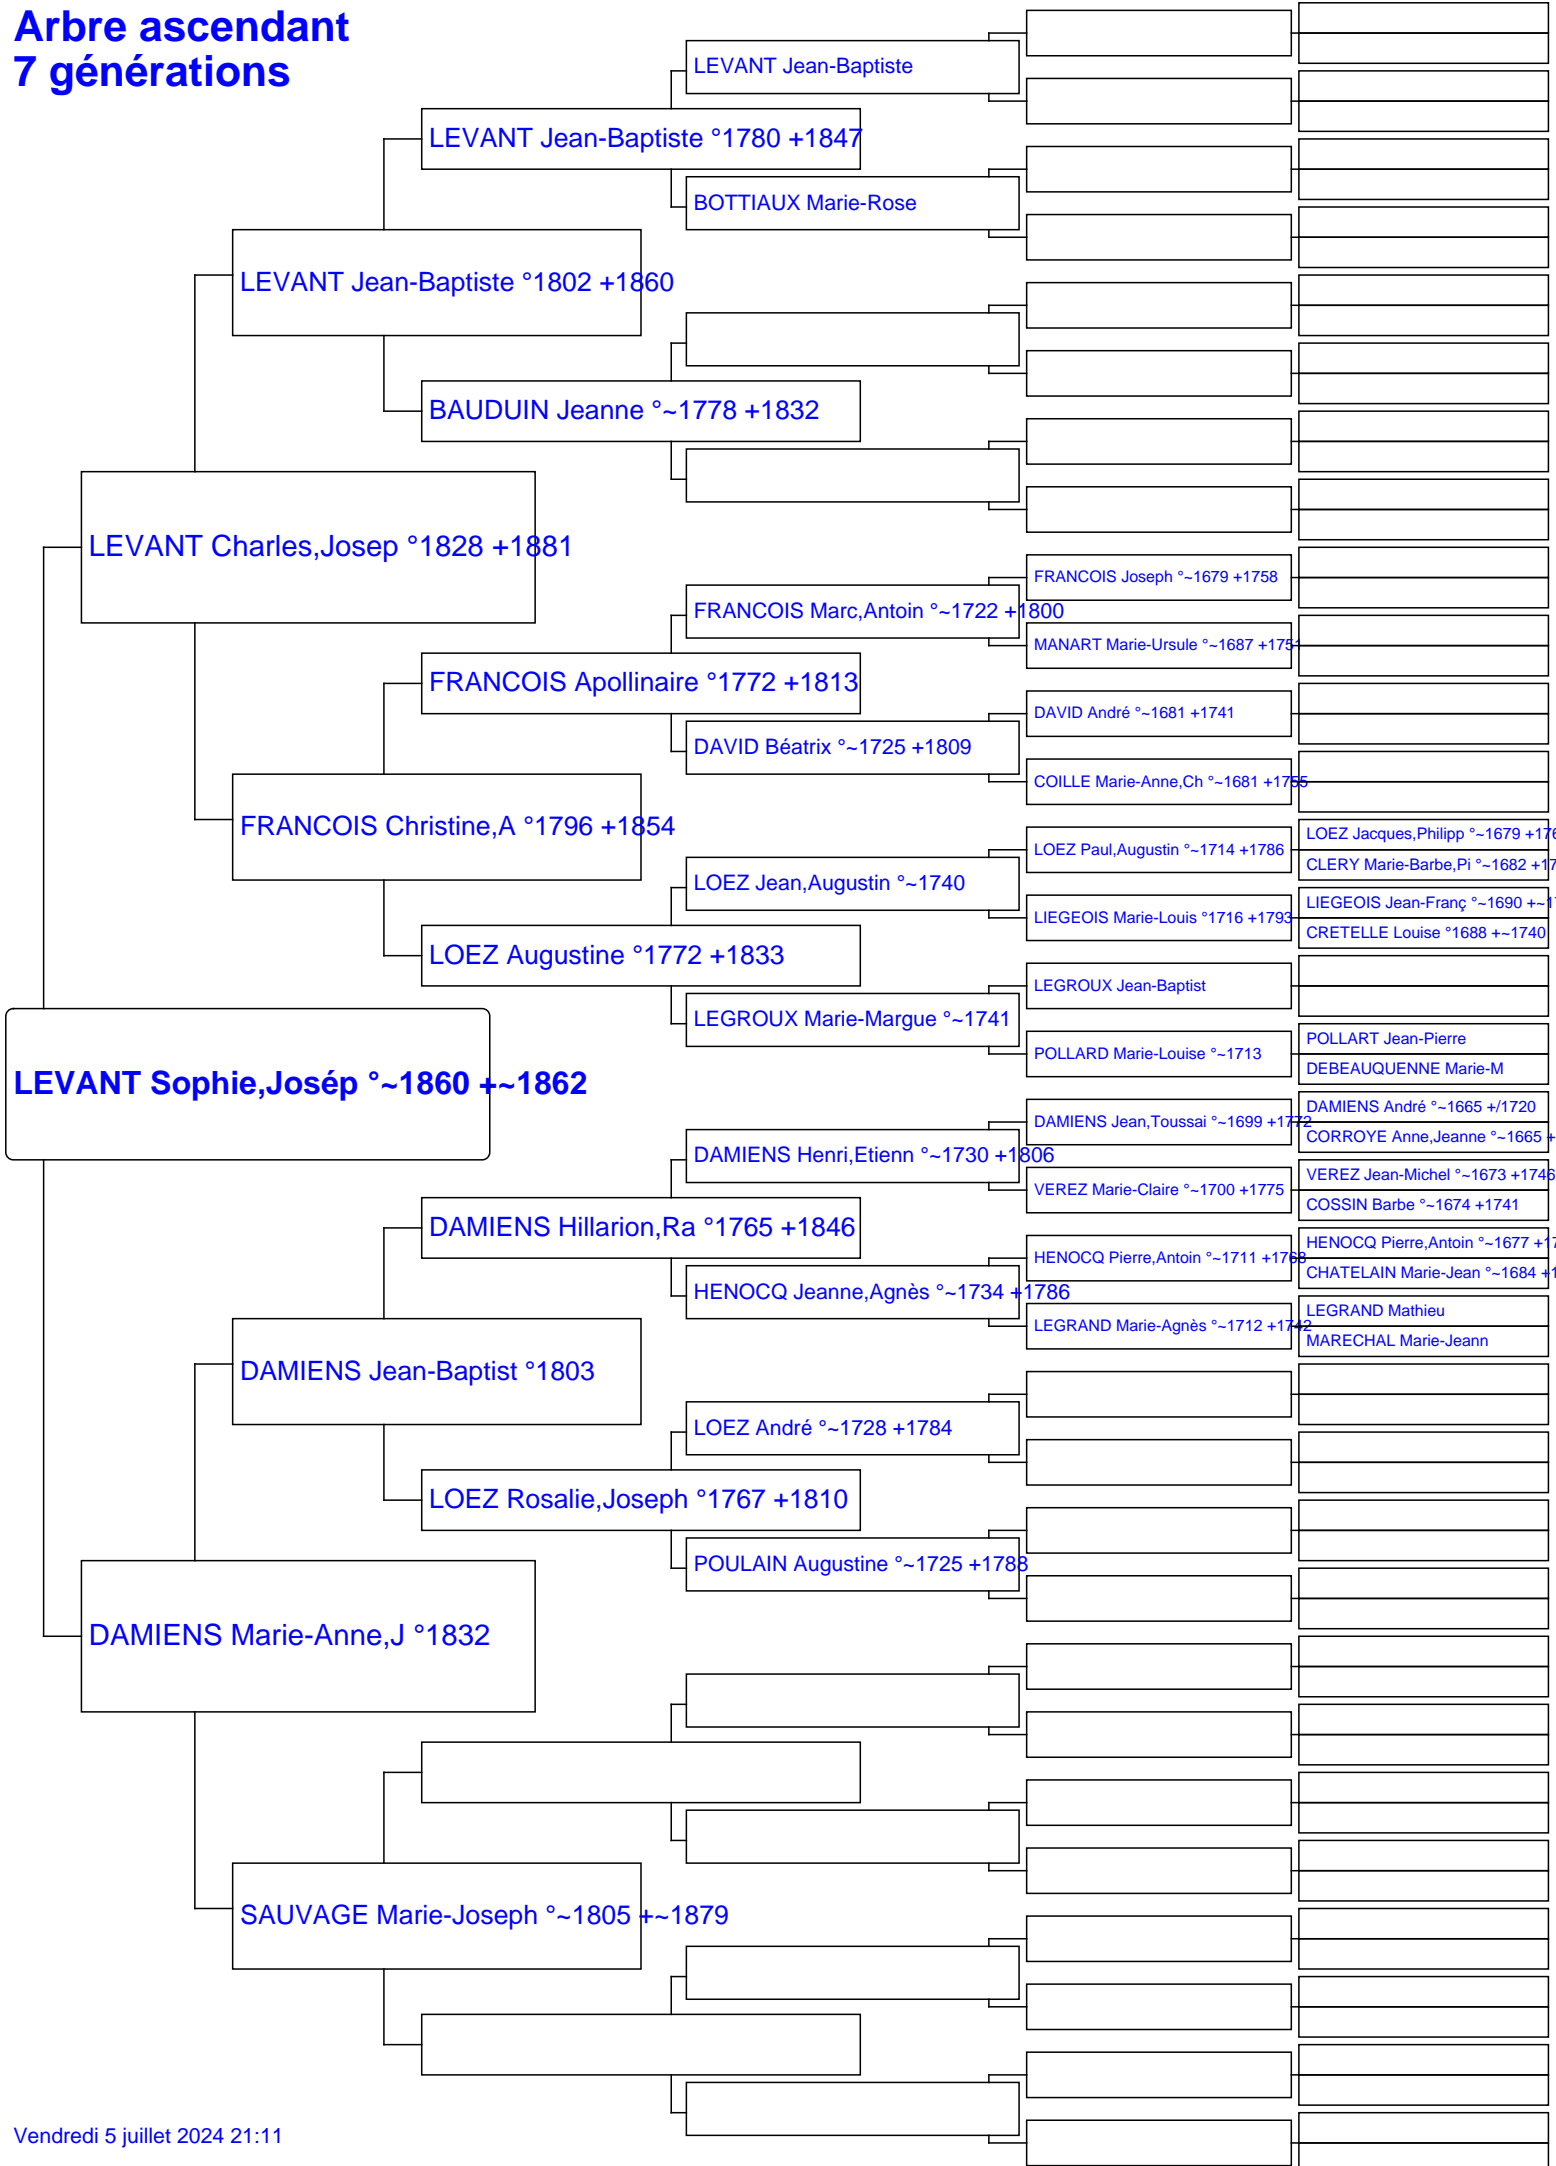 Arbre ascendant
7 générations
LEVANT Sophie,Josép °~1860 +~1862
LEVANT Charles,Josep °1828 +1881
DAMIENS Marie-Anne,J °1832
LEVANT Jean-Baptiste °1802 +1860
FRANCOIS Christine,A °1796 +1854
DAMIENS Jean-Baptist °1803
SAUVAGE Marie-Joseph °~1805 +~1879
LEVANT Jean-Baptiste °1780 +1847
BAUDUIN Jeanne °~1778 +1832
FRANCOIS Apollinaire °1772 +1813
LOEZ Augustine °1772 +1833
DAMIENS Hillarion,Ra °1765 +1846
LOEZ Rosalie,Joseph °1767 +1810
LEVANT Jean-Baptiste
BOTTIAUX Marie-Rose
FRANCOIS Marc,Antoin °~1722 +1800
DAVID Béatrix °~1725 +1809
LOEZ Jean,Augustin °~1740
LEGROUX Marie-Margue °~1741
DAMIENS Henri,Etienn °~1730 +1806
HENOCQ Jeanne,Agnès °~1734 +1786
LOEZ André °~1728 +1784
POULAIN Augustine °~1725 +1788
FRANCOIS Joseph °~1679 +1758
MANART Marie-Ursule °~1687 +1751
DAVID André °~1681 +1741
COILLE Marie-Anne,Ch °~1681 +1755
LOEZ Paul,Augustin °~1714 +1786
LIEGEOIS Marie-Louis °1716 +1793
LEGROUX Jean-Baptist
POLLARD Marie-Louise °~1713
DAMIENS Jean,Toussai °~1699 +1772
VEREZ Marie-Claire °~1700 +1775
HENOCQ Pierre,Antoin °~1711 +1768
LEGRAND Marie-Agnès °~1712 +1742
LOEZ Jacques,Philipp °~1679 +176
CLERY Marie-Barbe,Pi °~1682 +17
LIEGEOIS Jean-Franç °~1690 +~17
CRETELLE Louise °1688 +~1740
POLLART Jean-Pierre
DEBEAUQUENNE Marie-M
DAMIENS André °~1665 +/1720
CORROYE Anne,Jeanne °~1665 +
VEREZ Jean-Michel °~1673 +1746
COSSIN Barbe °~1674 +1741
HENOCQ Pierre,Antoin °~1677 +17
CHATELAIN Marie-Jean °~1684 +1
LEGRAND Mathieu
MARECHAL Marie-Jeann
Vendredi 5 juillet 2024 21:11